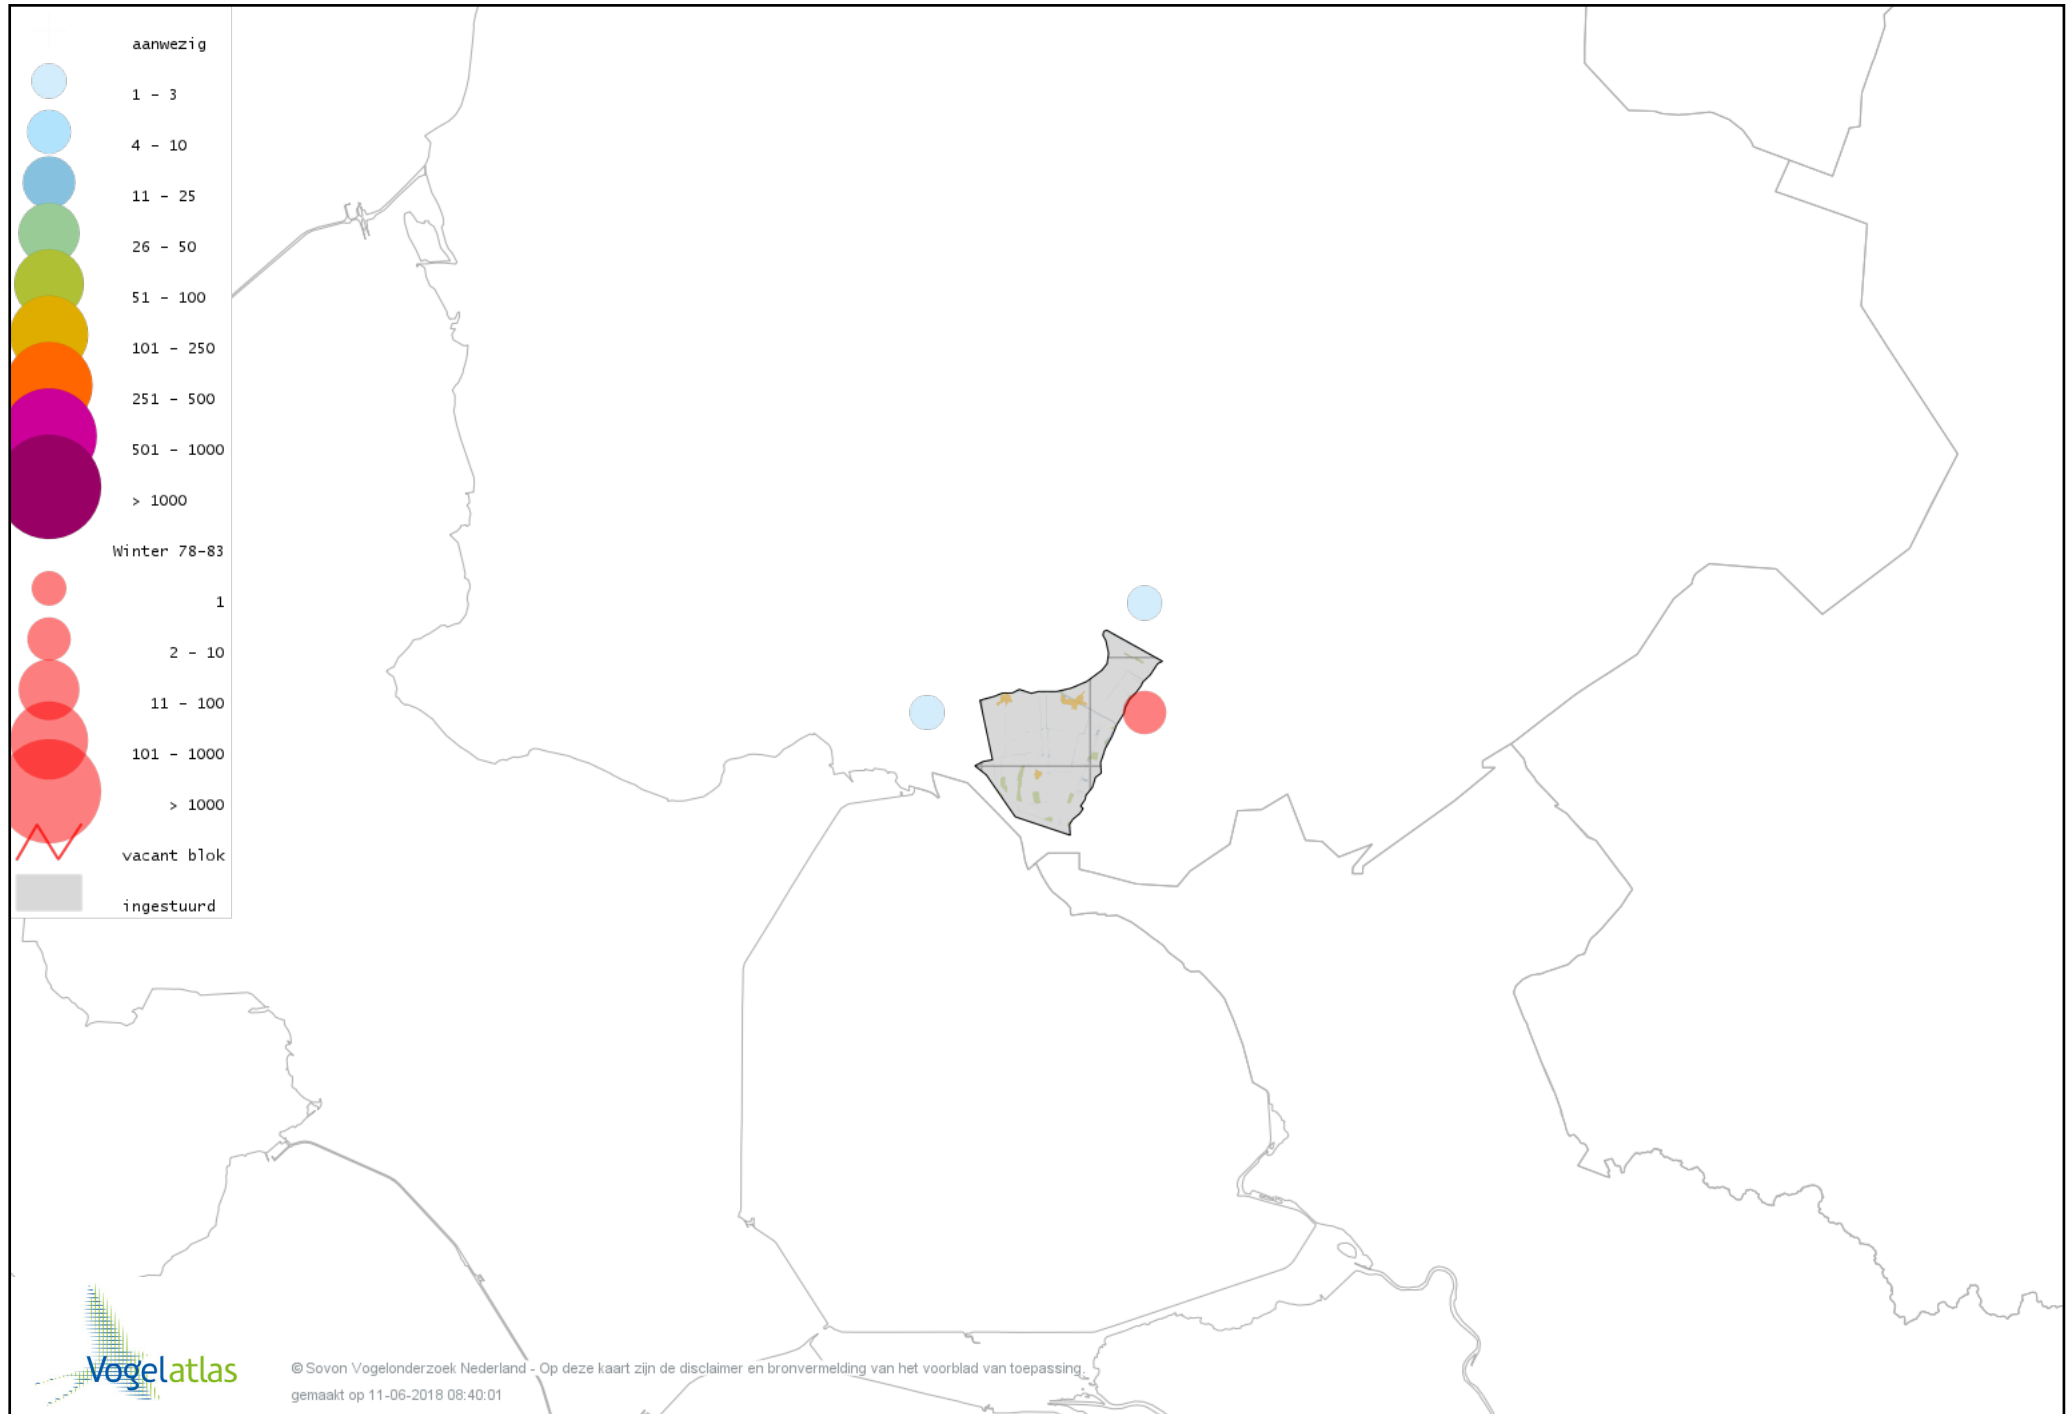 aanwezig
1 - 3
4 - 10
11 - 25
26 - 50
51 - 100
101 - 250
251 - 500
501 - 1000
> 1000
Winter 78-83
1
2 - 10
11 - 100
101 - 1000
> 1000
vacant blok
ingestuurd
Vogelatlas
© Sovon Vogelonderzoek Nederland - Op deze kaart zijn de disclaimer en bronvermelding van het voorblad van toepassing.
gemaakt op 11-06-2018 08:40:01